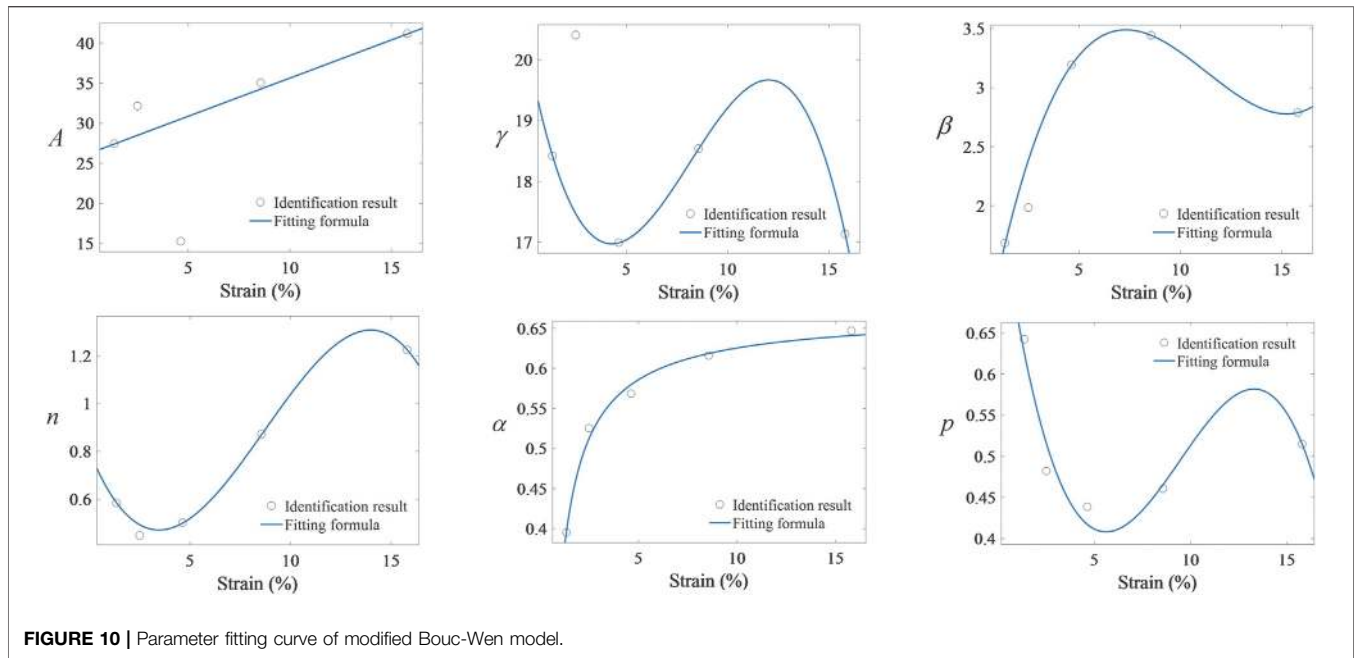 40
35
30
25
20
15
A
5
10
15
Strain (%)
Identification result
Fitting formula
20
19
18
17
γ
5
10
15
Strain (%)
Identification result
Fitting formula
3.5
3
2.5
2
β
5
10
15
Strain (%)
Identification result
Fitting formula
1.2
1
0.8
0.6
n
5
10
15
Strain (%)
Identification result
Fitting formula
0.65
0.6
0.55
0.5
0.45
0.4
α
5
10
15
Strain (%)
Identification result
Fitting formula
0.65
0.6
0.55
0.5
0.45
0.4
p
5
10
15
Strain (%)
Identification result
Fitting formula
FIGURE 10 | Parameter fitting curve of modified Bouc-Wen model.